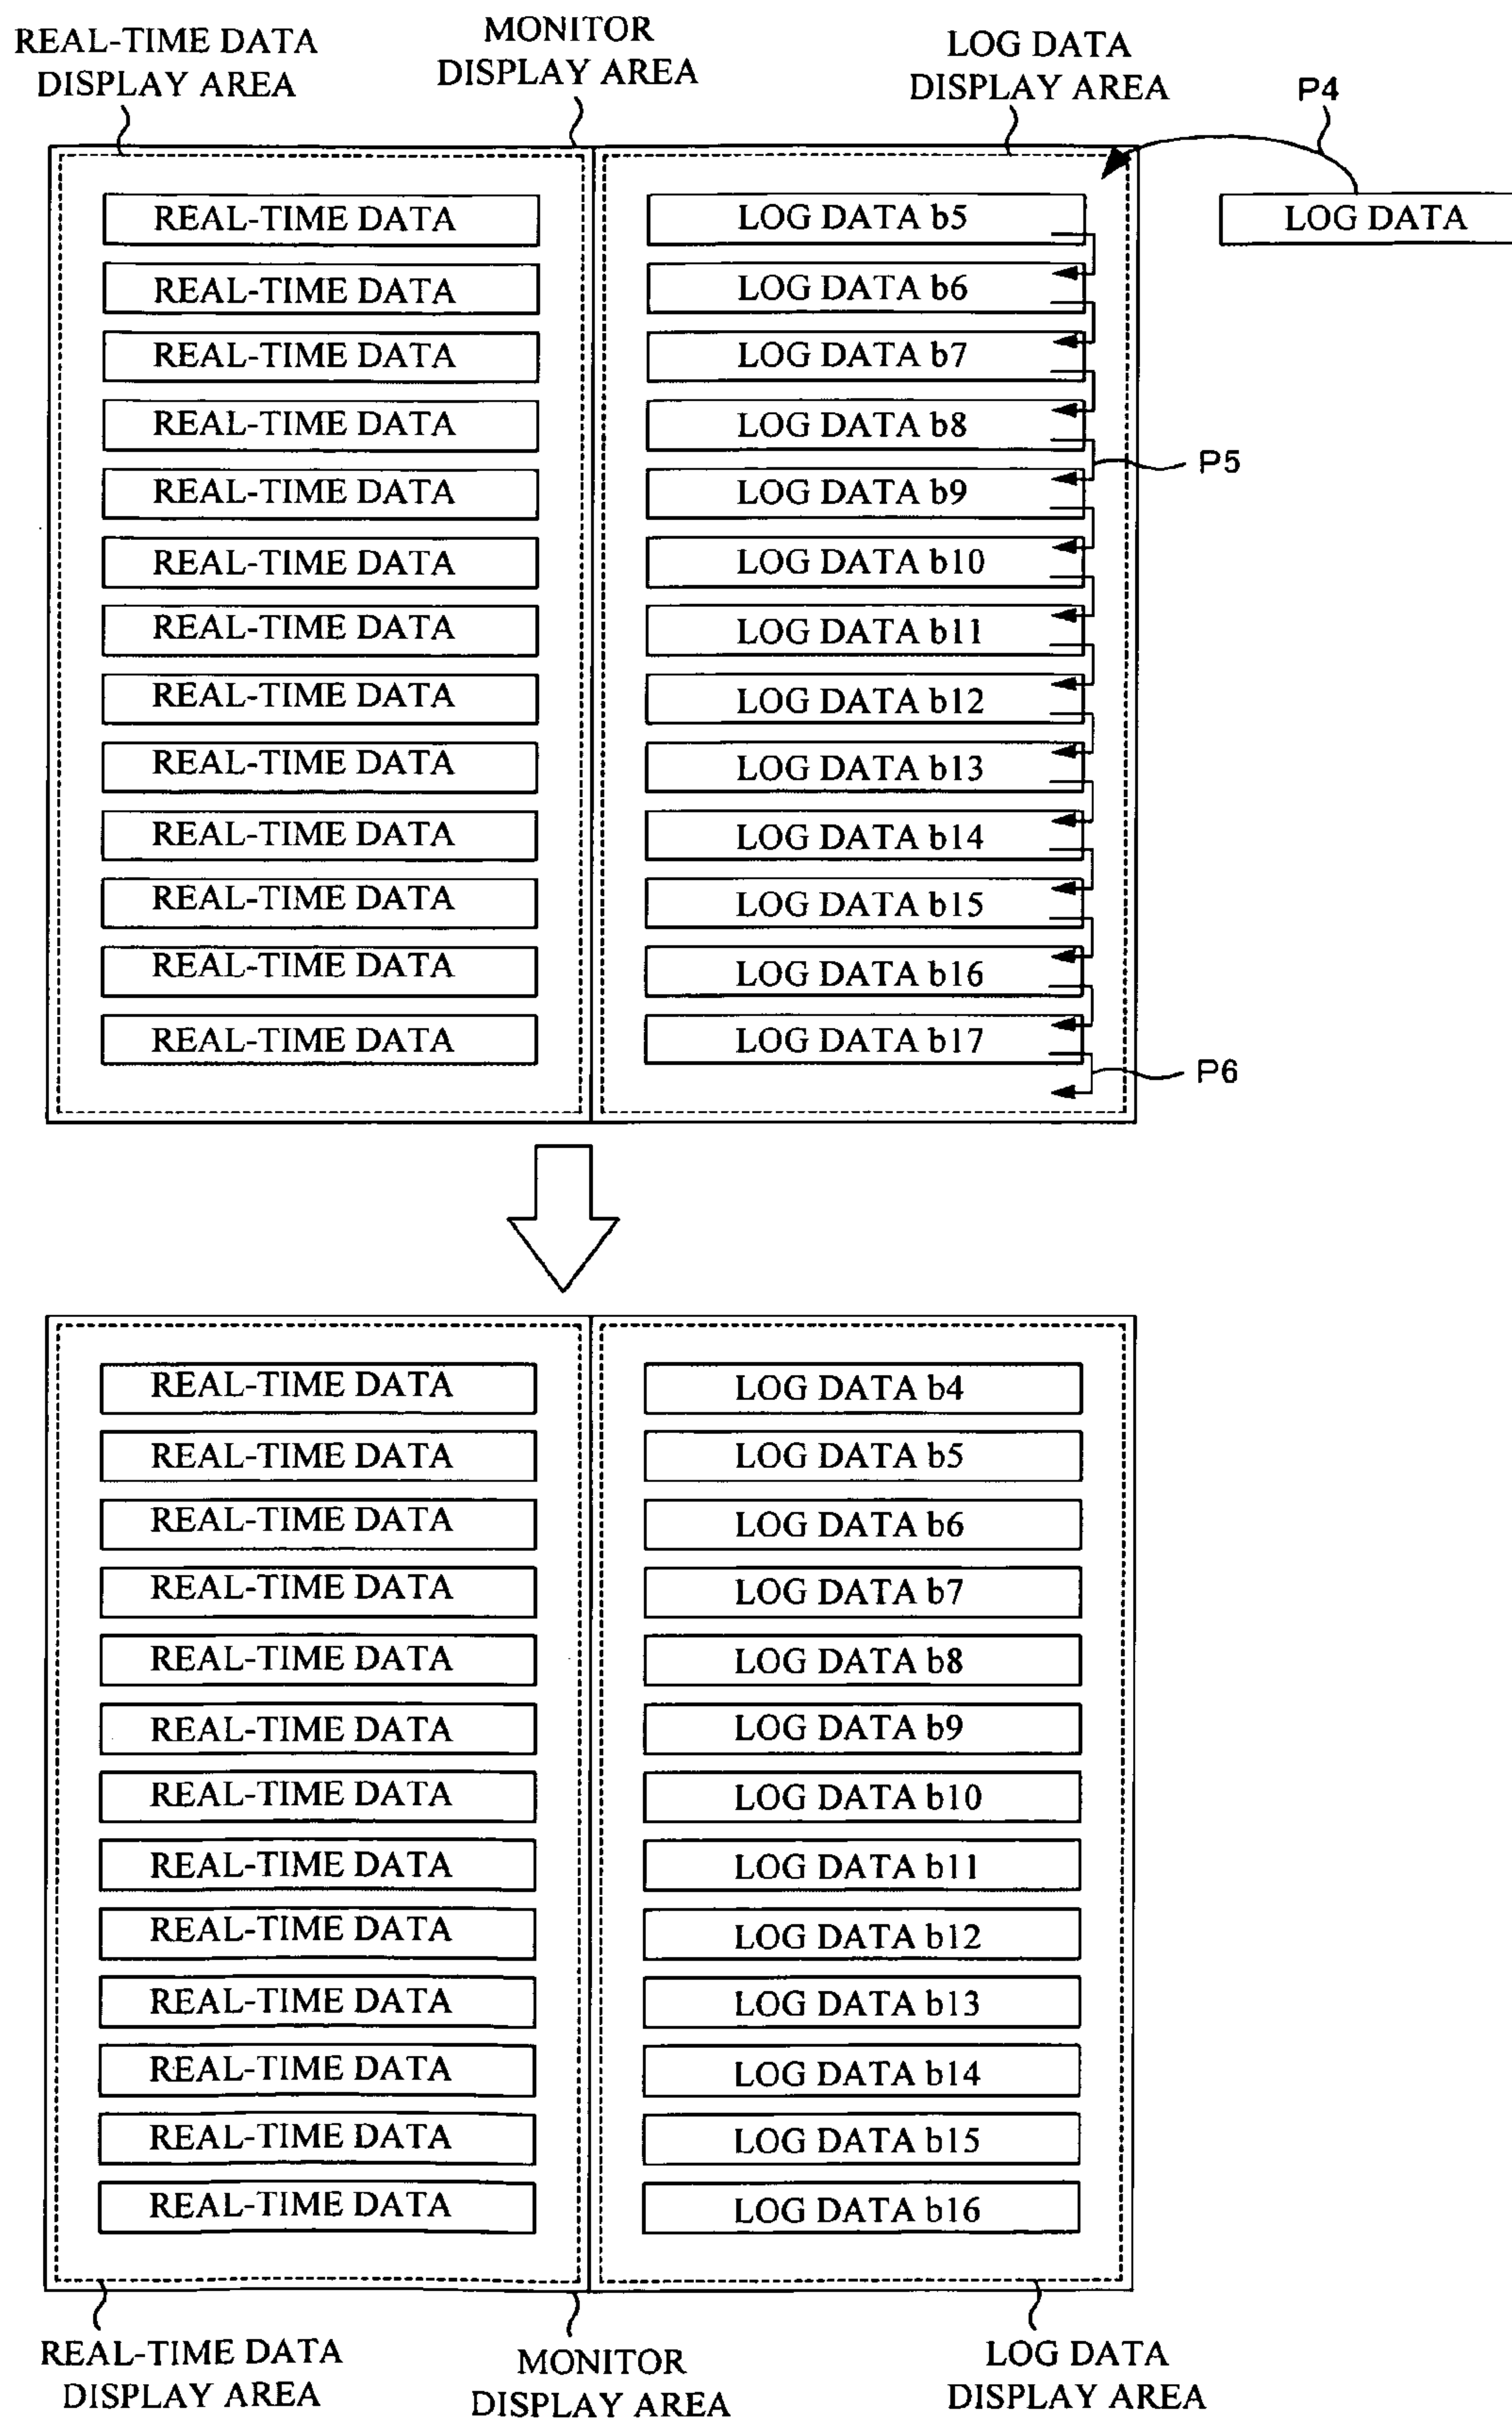 REAL-TIME DATA
DISPLAY AREA
MONITOR
DISPLAY AREA
LOG DATA
DISPLAY AREA
P4
LOG DATA
REAL-TIME DATA
LOG DATA b5
REAL-TIME DATA
LOG DATA b6
REAL-TIME DATA
LOG DATA b7
REAL-TIME DATA
LOG DATA b8
P5
REAL-TIME DATA
LOG DATA b9
REAL-TIME DATA
LOG DATA b10
REAL-TIME DATA
LOG DATA b11
REAL-TIME DATA
LOG DATA b12
REAL-TIME DATA
LOG DATA b13
REAL-TIME DATA
LOG DATA b14
REAL-TIME DATA
LOG DATA b15
REAL-TIME DATA
LOG DATA b16
REAL-TIME DATA
LOG DATA b17
P6
REAL-TIME DATA
LOG DATA b4
REAL-TIME DATA
LOG DATA b5
REAL-TIME DATA
LOG DATA b6
REAL-TIME DATA
LOG DATA b7
REAL-TIME DATA
LOG DATA b8
REAL-TIME DATA
LOG DATA b9
REAL-TIME DATA
LOG DATA b10
REAL-TIME DATA
LOG DATA b11
REAL-TIME DATA
LOG DATA b12
REAL-TIME DATA
LOG DATA b13
REAL-TIME DATA
LOG DATA b14
REAL-TIME DATA
LOG DATA b15
REAL-TIME DATA
LOG DATA b16
REAL-TIME DATA
DISPLAY AREA
MONITOR
DISPLAY AREA
LOG DATA
DISPLAY AREA